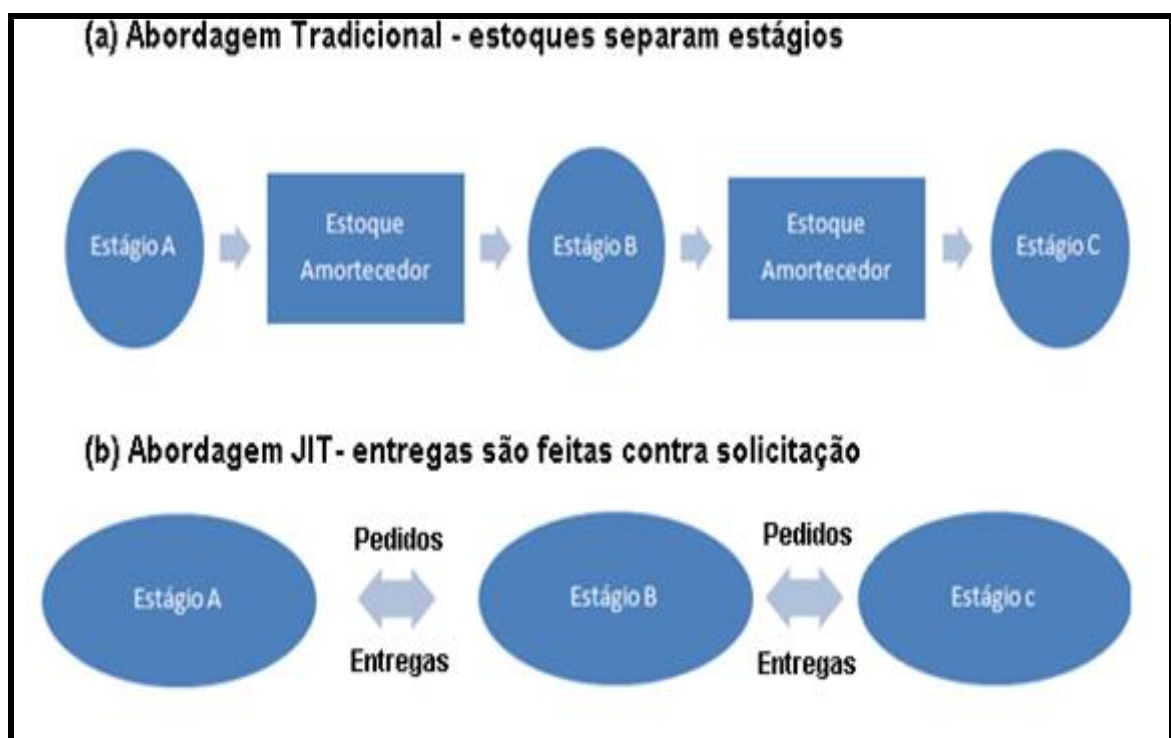 (a) Abordagem Tradicional - estoques separam estágios
Estágio A
Estoque
Amortecedor
Estágio B
Estoque
Amortecedor
Estágio C
(b) Abordagem JIT- entregas são feitas contra solicitação
Estágio A
Pedidos
Entregas
Estágio B
Pedidos
Entregas
Estágio c